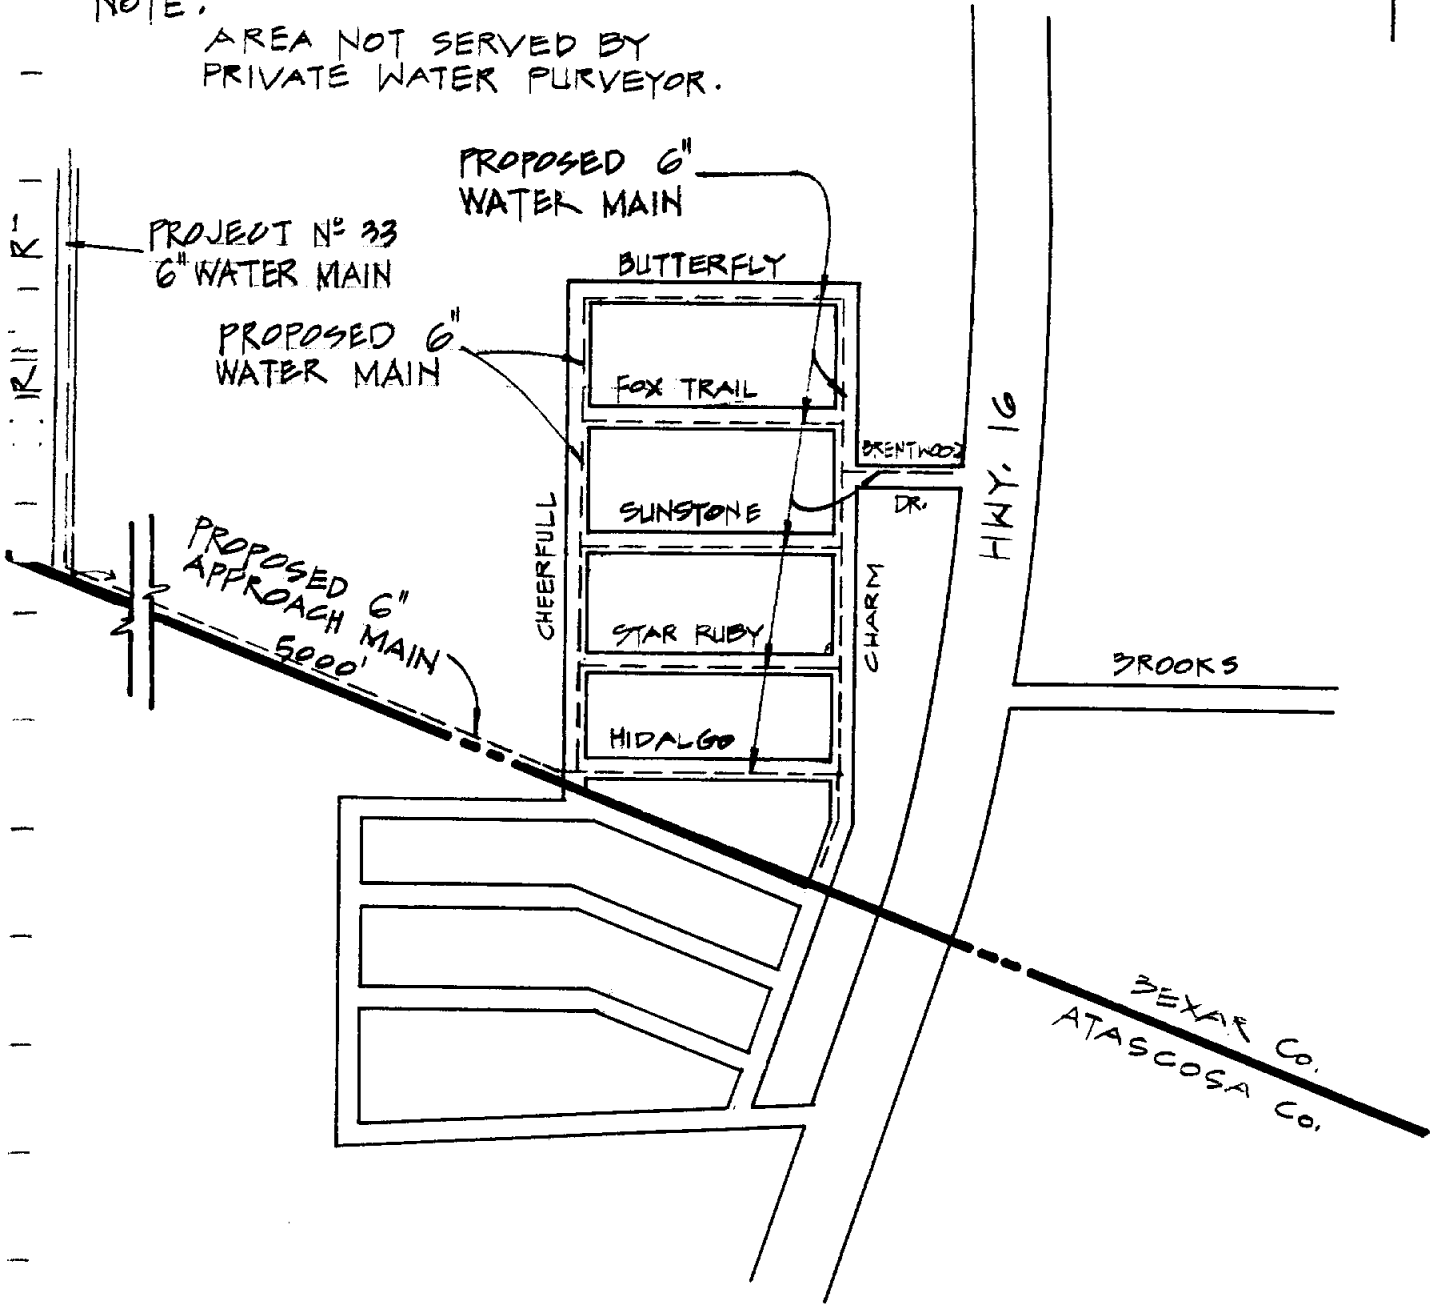 NOTE:
AREA NOT SERVED BY
PRIVATE WATER PURVEYOR.
PROPOSED 6"
WATER MAIN
PROJECT Nº 33
6" WATER MAIN
BUTTERFLY
PROPOSED 6"
WATER MAIN
FOX TRAIL
HWY. 16
BRENTWOOD
DR.
SUNSTONE
CHEERFULL
CHARM
PROPOSED 6"
APPROACH MAIN
5000'
STAR RUBY
BROOKS
HIDALGO
BEXAR Co.
ATASCOSA Co.